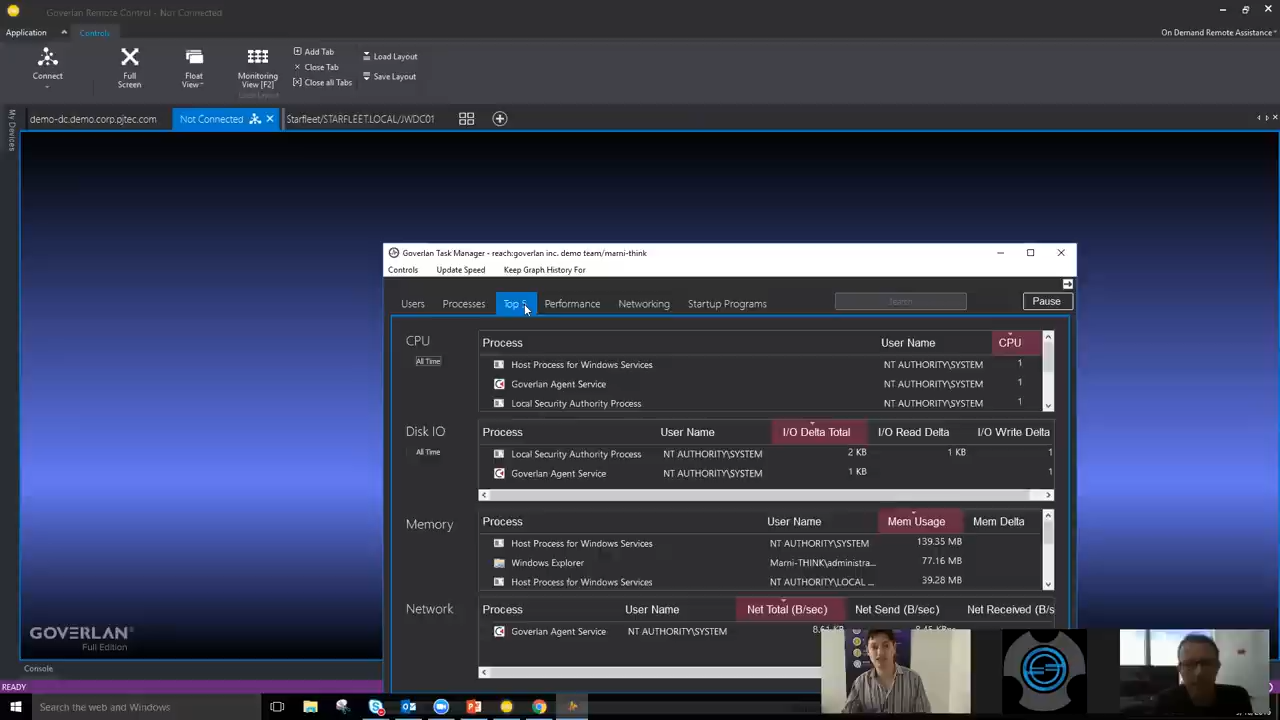 Goverlan Remote Control - Not Connected
Application
Controls
On Demand Remote Assistance
Connect
Full Screen
Float View
Monitoring View [F2]
Add Tab
Close Tab
Close all Tabs
Load Layout
Save Layout
My Devices
demo-dc.demo.corp.pjtec.com
Not Connected
Starfleet/STARFLEET.LOCAL/JWDC01
Goverlan Task Manager - reach:goverlan inc. demo team/marni-think
Controls Update Speed Keep Graph History For
Users Processes Top 5 Performance Networking Startup Programs Search Pause
CPU
All Time
Process User Name CPU
Host Process for Windows Services NT AUTHORITY\SYSTEM 1
Goverlan Agent Service NT AUTHORITY\SYSTEM 1
Local Security Authority Process NT AUTHORITY\SYSTEM 1
Disk IO
All Time
Process User Name I/O Delta Total I/O Read Delta I/O Write Delta
Local Security Authority Process NT AUTHORITY\SYSTEM 2 KB 1 KB 1
Goverlan Agent Service NT AUTHORITY\SYSTEM 1 KB 1
Memory
Process User Name Mem Usage Mem Delta
Host Process for Windows Services NT AUTHORITY\SYSTEM 139.35 MB
Windows Explorer Marni-THINK\administra... 77.16 MB
Host Process for Windows Services NT AUTHORITY\LOCAL ... 39.28 MB
Network
Process User Name Net Total (B/sec) Net Send (B/sec) Net Received (B/s
Goverlan Agent Service NT AUTHORITY\SYSTEM
GOVERLAN
Full Edition
Console
READY
Search the web and Windows